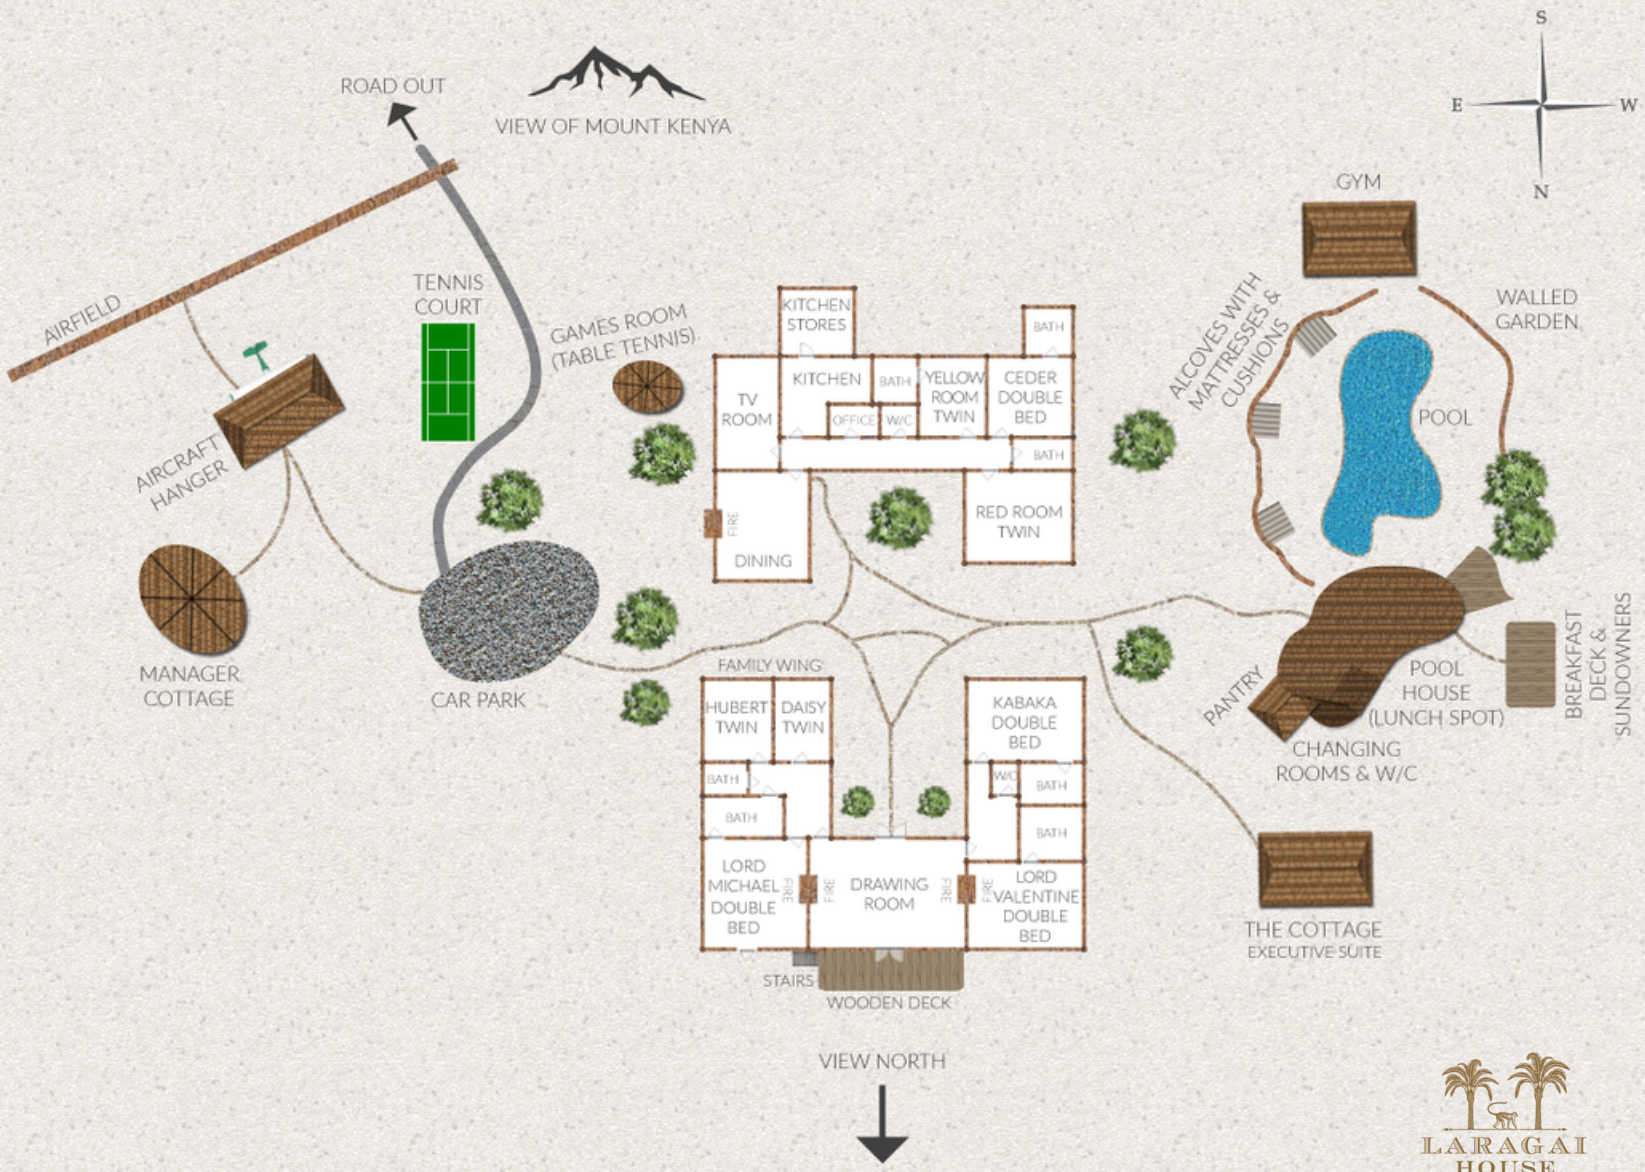 S
E
W
N
ROAD OUT
VIEW OF MOUNT KENYA
AIRFIELD
TENNIS
COURT
GAMES ROOM
(TABLE TENNIS)
AIRCRAFT
HANGER
MANAGER
COTTAGE
CAR PARK
KITCHEN
STORES
BATH
TV
ROOM
KITCHEN
BATH
YELLOW
ROOM
TWIN
CEDER
DOUBLE
BED
OFFICE
W/C
BATH
FIRE
DINING
RED ROOM
TWIN
GYM
WALLED
GARDEN
ALCOVES WITH
MATTRESSES &
CUSHIONS
POOL
PANTRY
POOL
HOUSE
(LUNCH SPOT)
BREAKFAST
DECK &
SUNDOWNERS
CHANGING
ROOMS & W/C
FAMILY WING
HUBERT
TWIN
DAISY
TWIN
BATH
BATH
LORD
MICHAEL
DOUBLE
BED
FIRE
FIRE
DRAWING
ROOM
FIRE
FIRE
KABAKA
DOUBLE
BED
W/C
BATH
BATH
LORD
VALENTINE
DOUBLE
BED
STAIRS
WOODEN DECK
THE COTTAGE
EXECUTIVE SUITE
VIEW NORTH
LARAGAI
HOUSE